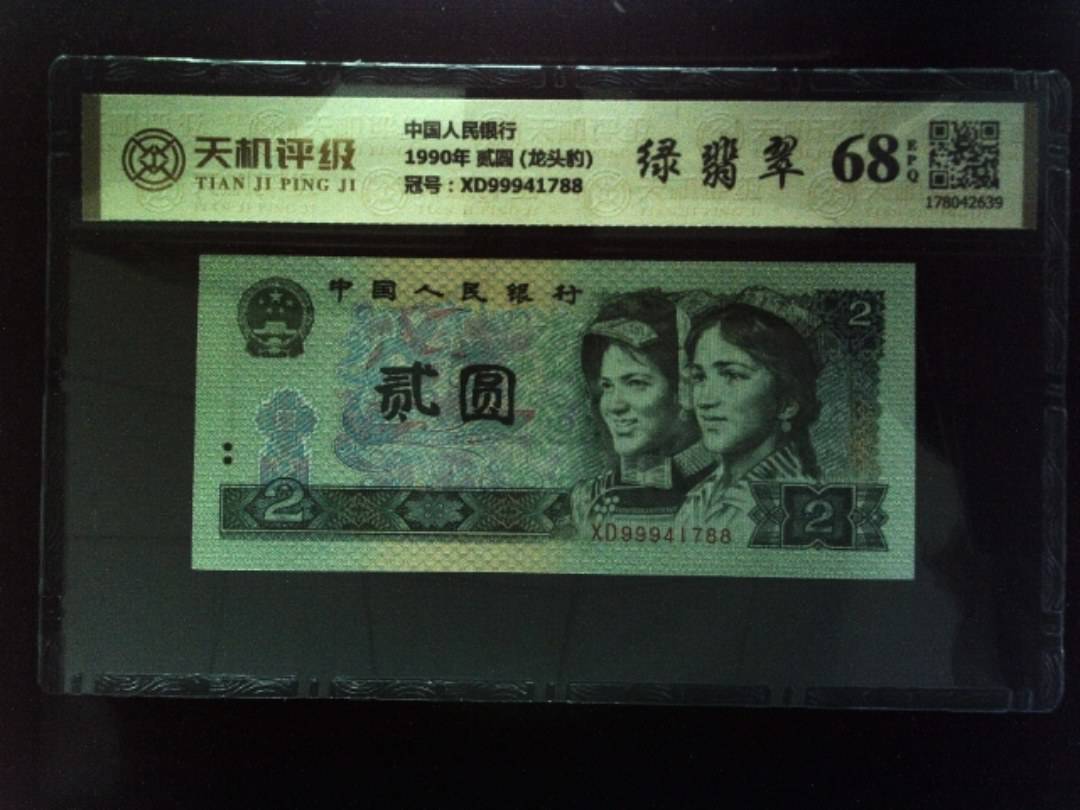 天机评级
TIAN JI PING JI
中国人民银行
1990年 贰圆 (龙头豹)
冠号：XD99941788
绿翡翠
68
EPQ
178042639
中国人民银行
贰圆
2
2
2
XD99941788